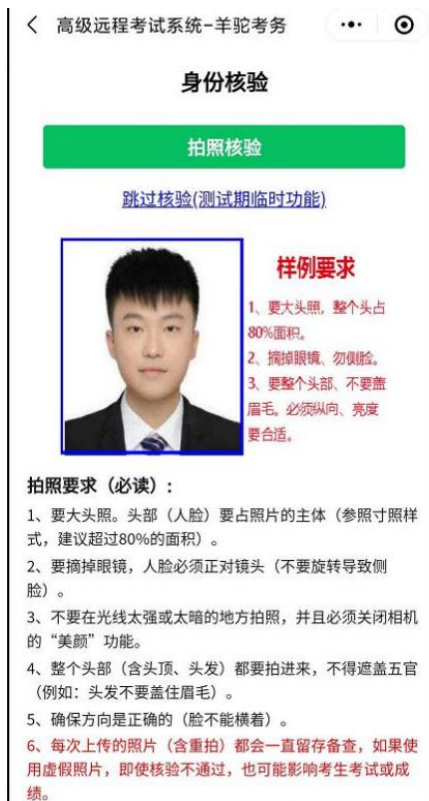 高级远程考试系统-羊驼考务
身份核验
拍照核验
跳过核验(测试期临时功能)
样例要求
1、要大头照，整个头占
80%面积。
2、摘掉眼镜、勿侧脸。
3、要整个头部、不要盖
眉毛。必须纵向、亮度
要合适。
拍照要求（必读）：
1、要大头照。头部（人脸）要占照片的主体（参照寸照样
式，建议超过80%的面积）。
2、要摘掉眼镜，人脸必须正对镜头（不要旋转导致侧
脸）。
3、不要在光线太强或太暗的地方拍照，并且必须关闭相机
的“美颜”功能。
4、整个头部（含头顶、头发）都要拍进来，不得遮盖五官
（例如：头发不要盖住眉毛）。
5、确保方向是正确的（脸不能横着）。
6、每次上传的照片（含重拍）都会一直留存备查，如果使
用虚假照片，即使核验不通过，也可能影响考生考试或成
绩。